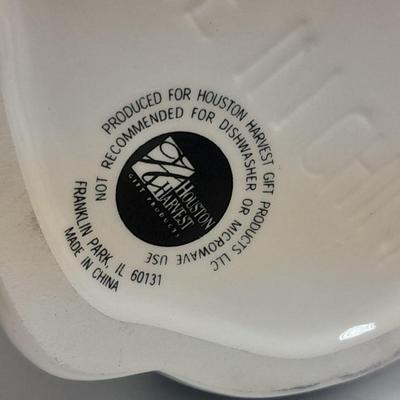 PRODUCED FOR HOUSTON HARVEST GIFT PRODUCTS LLC
NOT RECOMMENDED FOR DISHWASHER OR MICROWAVE USE
HOUSTON
HARVEST
GIFT PRODUCTS
FRANKLIN PARK, IL 60131
MADE IN CHINA